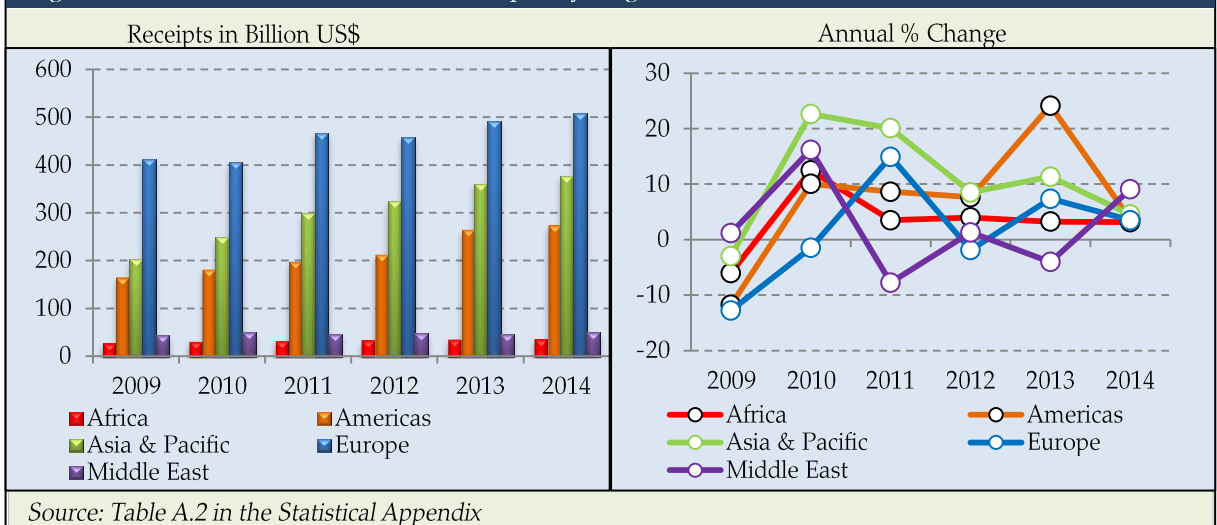 Receipts in Billion US$
600
500
400
300
200
100
0
2009 2010 2011 2012 2013 2014
Africa Americas
Asia & Pacific Europe
Middle East
Annual % Change
30
20
10
0
-10
-20
2009 2010 2011 2012 2013 2014
Africa Americas
Asia & Pacific Europe
Middle East
Source: Table A.2 in the Statistical Appendix